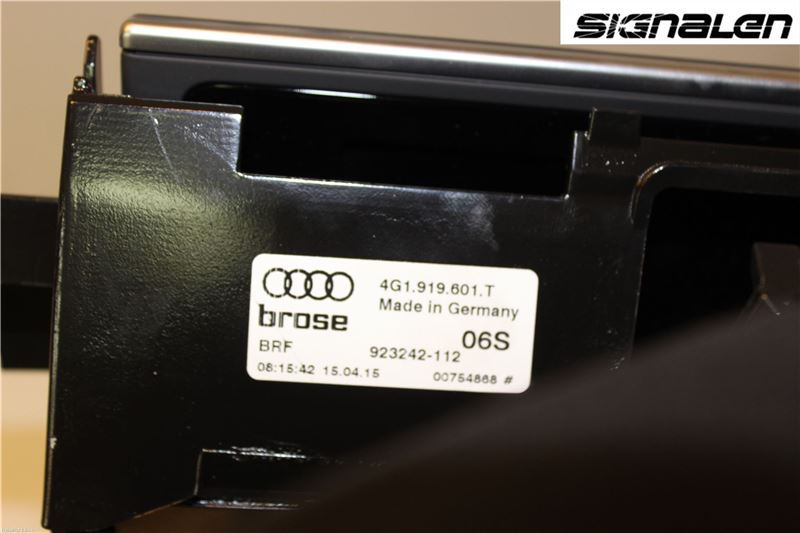 SIGNALEN
4G1.919.601.T
Made in Germany
brose
06S
BRF 923242-112
08:15:42 15.04.15 00754868 #